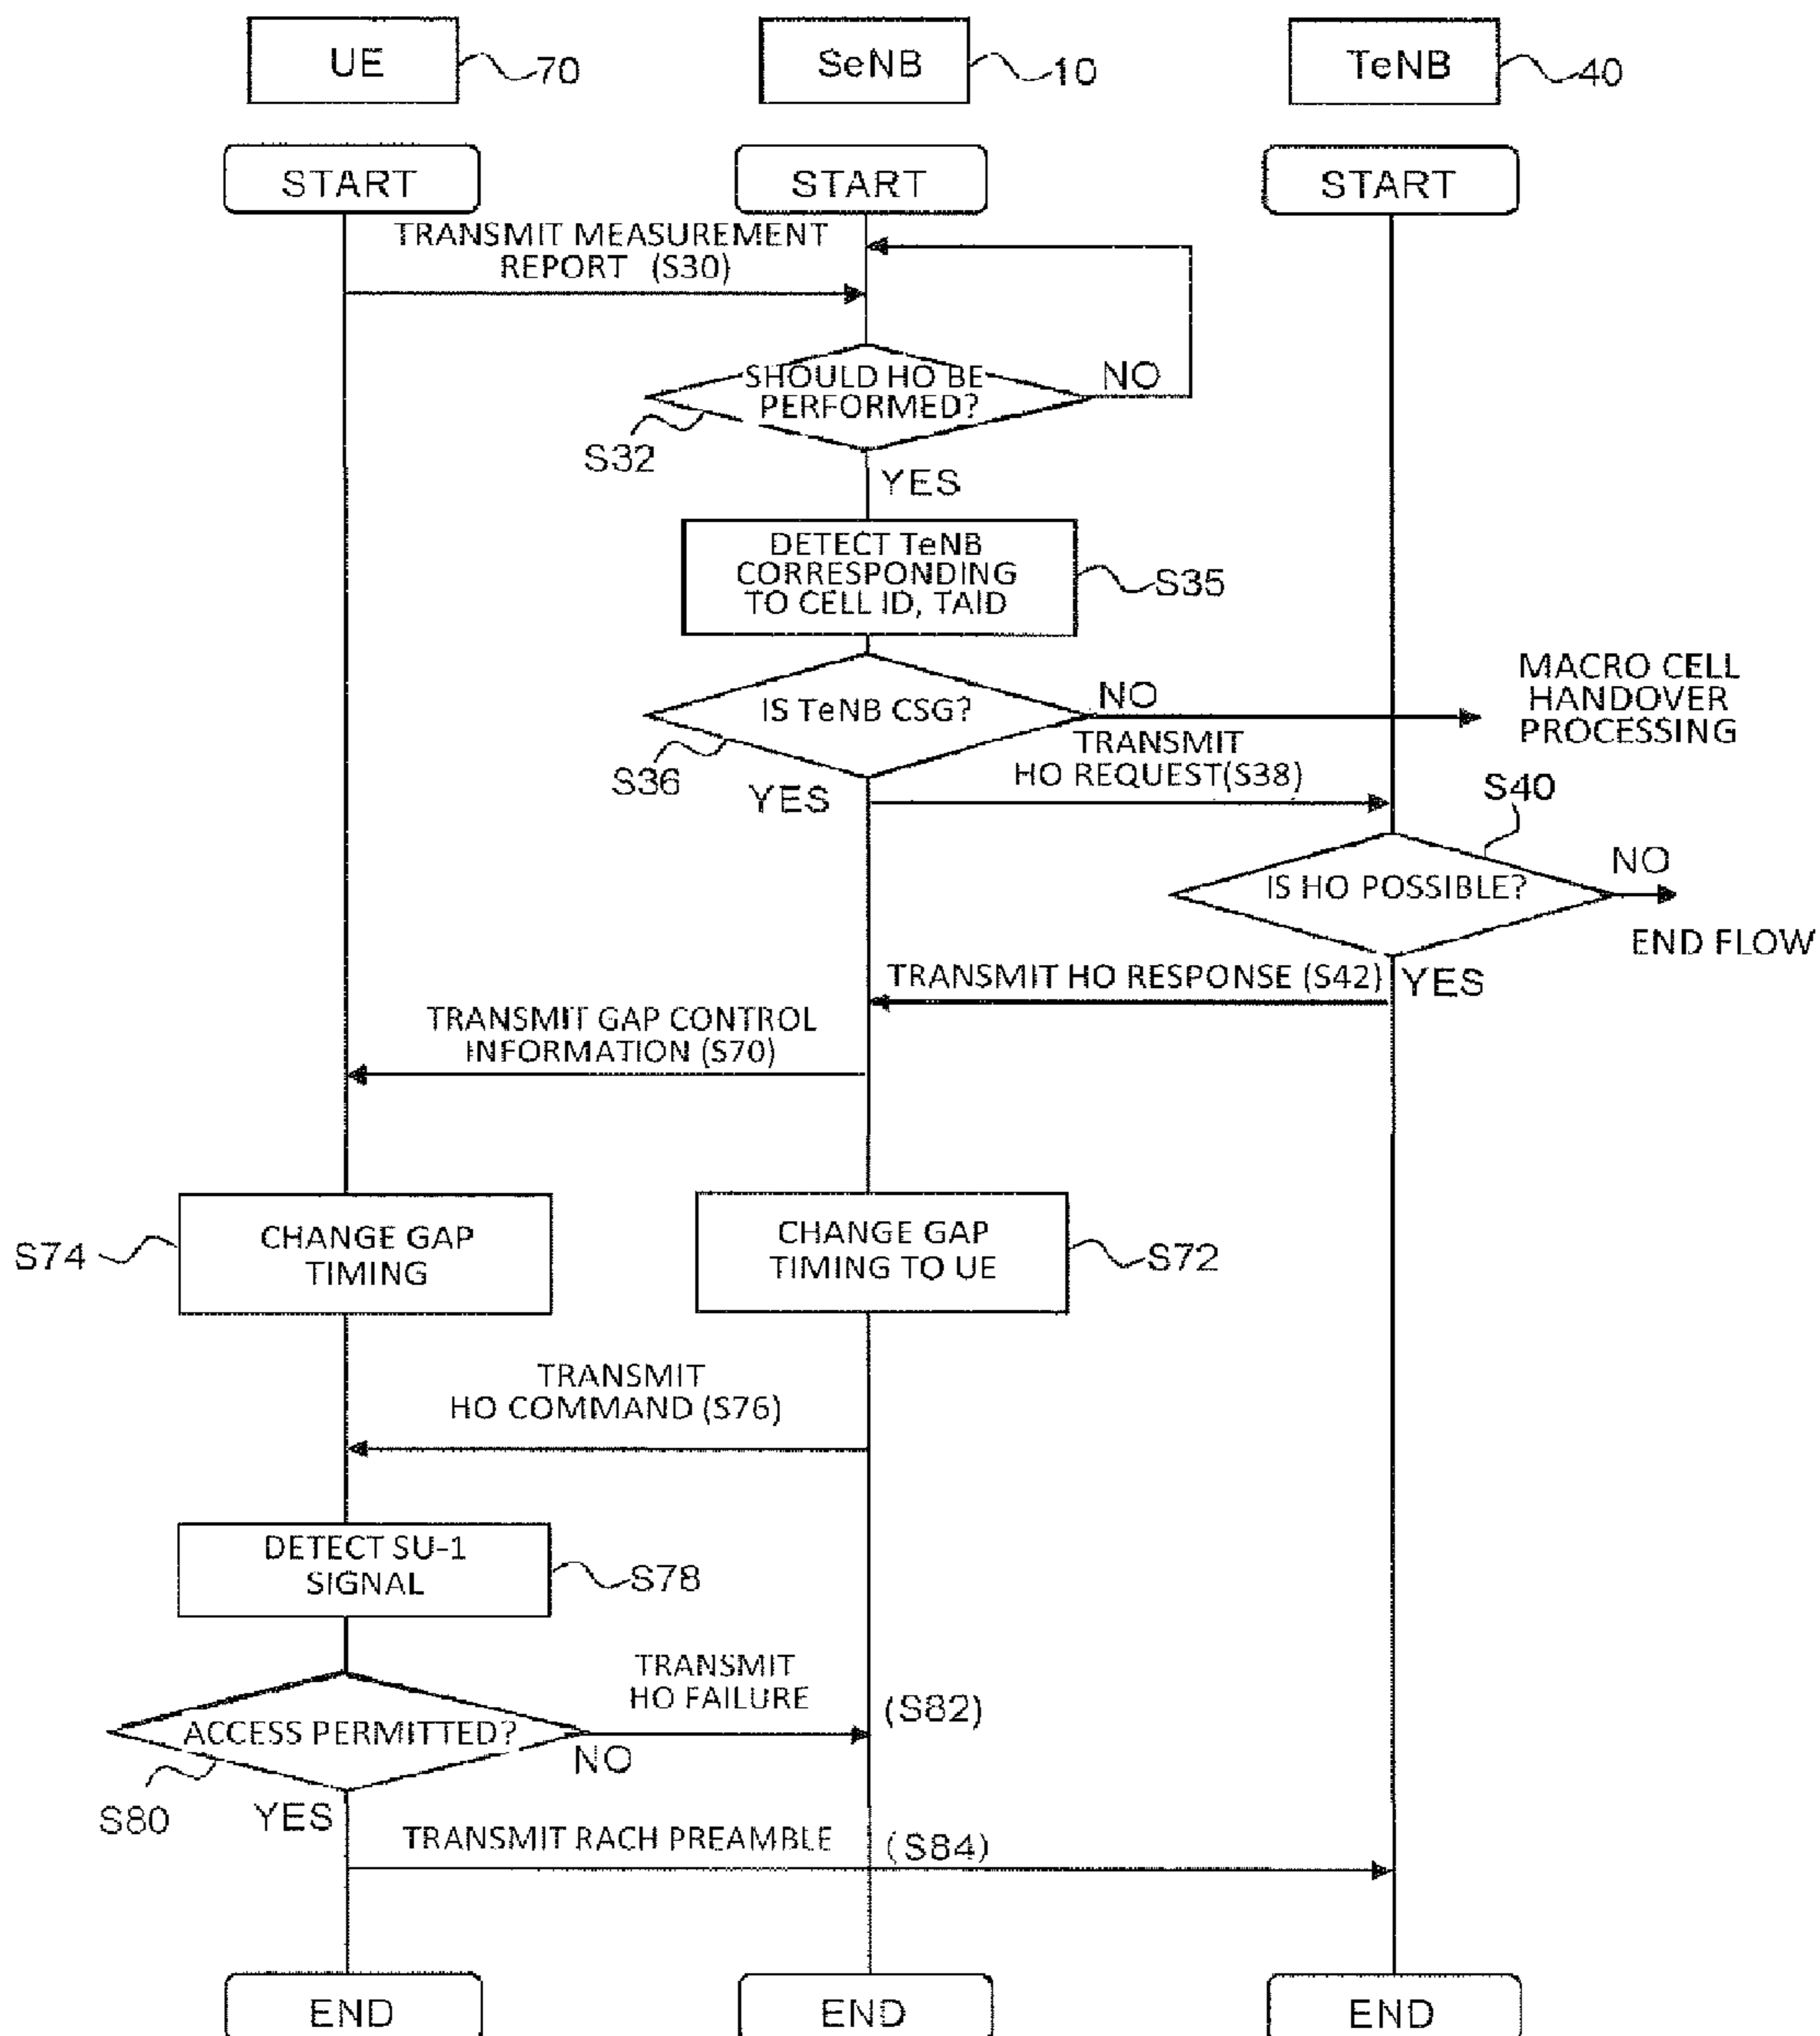 UE
70
SeNB
10
TeNB
40
START
START
START
TRANSMIT MEASUREMENT
REPORT (S30)
SHOULD HO BE
PERFORMED?
NO
S32
YES
DETECT TeNB
CORRESPONDING
TO CELL ID, TAID
S35
IS TeNB CSG?
NO
MACRO CELL
HANDOVER
PROCESSING
S36
YES
TRANSMIT
HO REQUEST(S38)
S40
IS HO POSSIBLE?
NO
END FLOW
TRANSMIT HO RESPONSE (S42)
YES
TRANSMIT GAP CONTROL
INFORMATION (S70)
S74
CHANGE GAP
TIMING
CHANGE GAP
TIMING TO UE
S72
TRANSMIT
HO COMMAND (S76)
DETECT SU-1
SIGNAL
S78
TRANSMIT
HO FAILURE
(S82)
ACCESS PERMITTED?
NO
S80
YES
TRANSMIT RACH PREAMBLE
(S84)
END
END
END